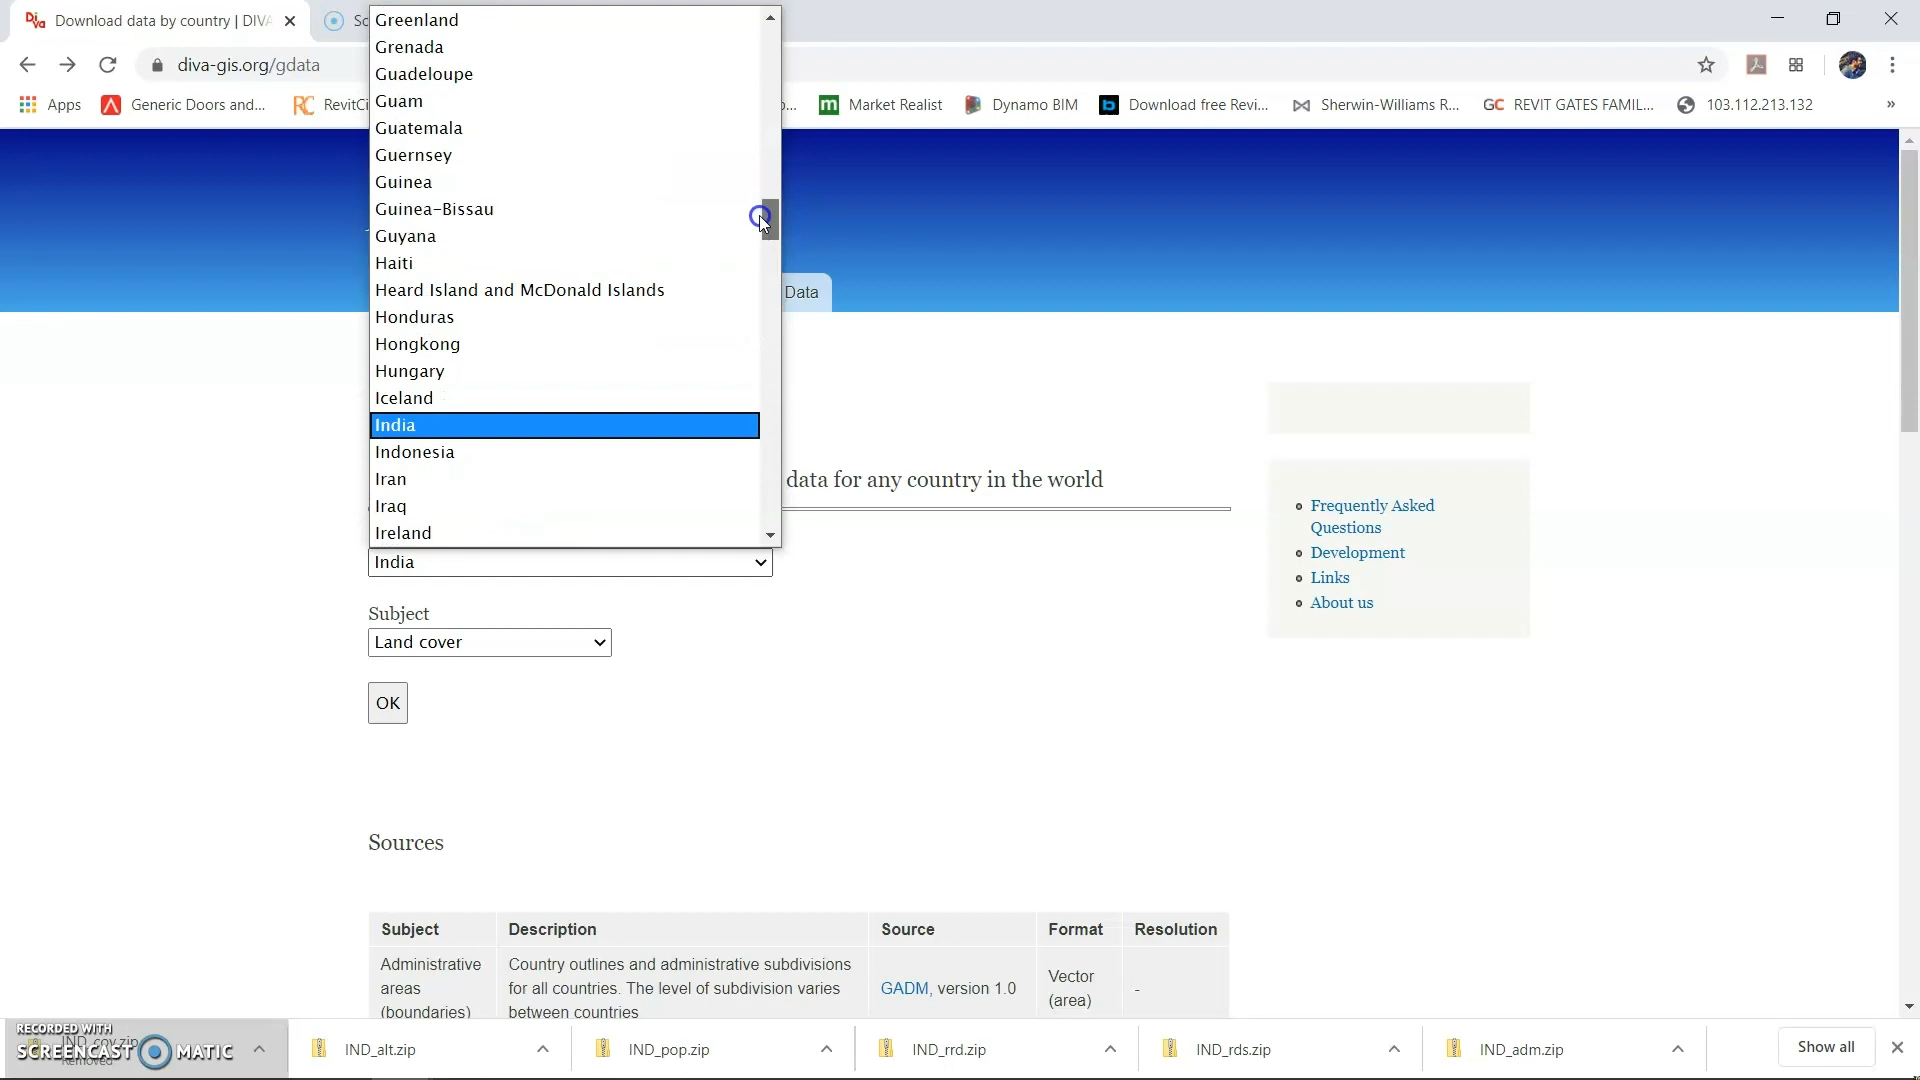 Download data by country | DIVA
Sc
diva-gis.org/gdata
Apps
Generic Doors and...
RevitCi
Market Realist
Dynamo BIM
Download free Revi...
Sherwin-Williams R...
GC REVIT GATES FAMIL...
103.112.213.132
»
Greenland
Grenada
Guadeloupe
Guam
Guatemala
Guernsey
Guinea
Guinea-Bissau
Guyana
Haiti
Heard Island and McDonald Islands
Honduras
Hongkong
Hungary
Iceland
India
Indonesia
Iran
Iraq
Ireland
Data
data for any country in the world
India
Subject
Land cover
OK
Frequently Asked
Questions
Development
Links
About us
Sources
Subject Description Source Format Resolution
Administrative
areas
(boundaries)
Country outlines and administrative subdivisions
for all countries. The level of subdivision varies
between countries
GADM, version 1.0
Vector
(area)
-
RECORDED WITH
SCREENCAST MATIC
IND_cov.zip
Removed
IND_alt.zip
IND_pop.zip
IND_rrd.zip
IND_rds.zip
IND_adm.zip
Show all